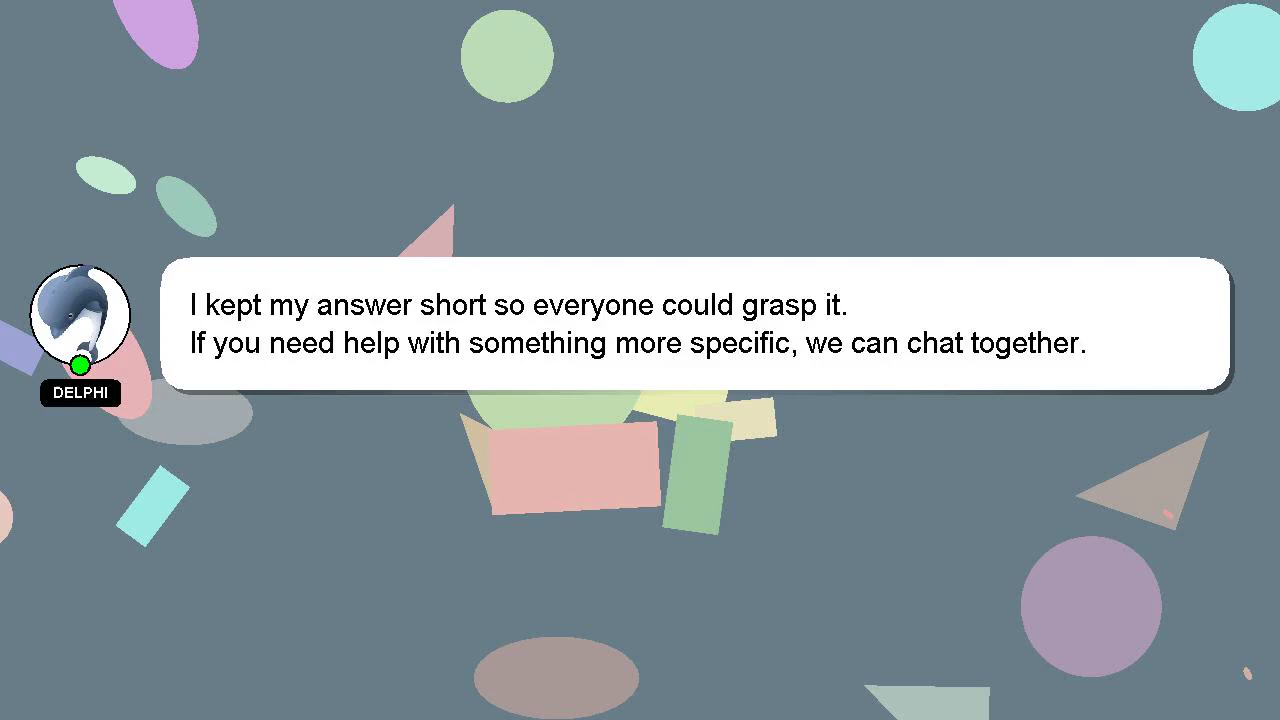 I kept my answer short so everyone could grasp it.
If you need help with something more specific, we can chat together.
DELPHI